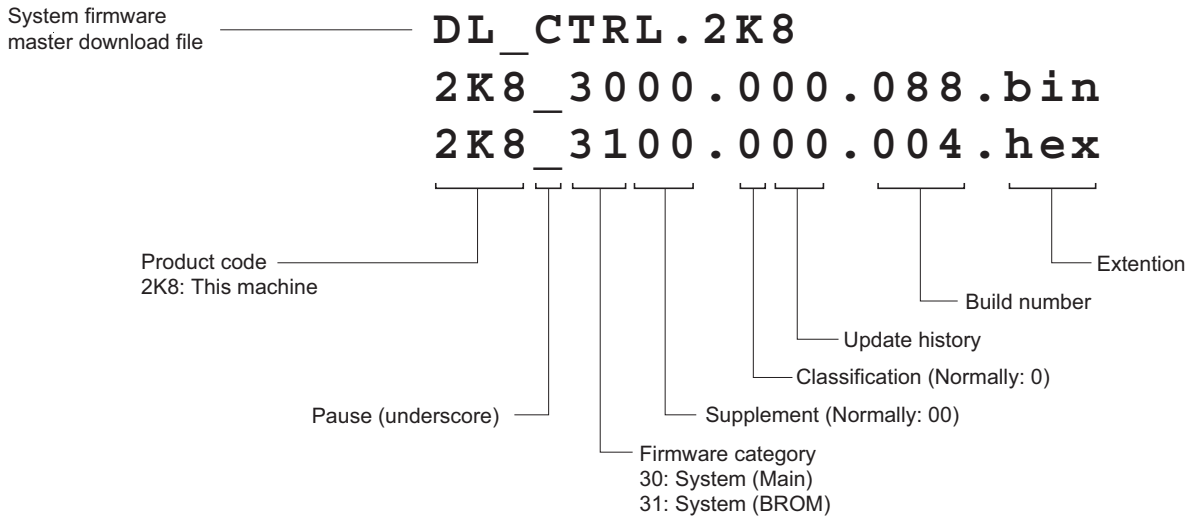 System firmware
master download file
DL_CTRL.2K8
2K8_3000.000.088.bin
2K8_3100.000.004.hex
Product code
2K8: This machine
Extention
Build number
Update history
Classification (Normally: 0)
Pause (underscore)
Supplement (Normally: 00)
Firmware category
30: System (Main)
31: System (BROM)